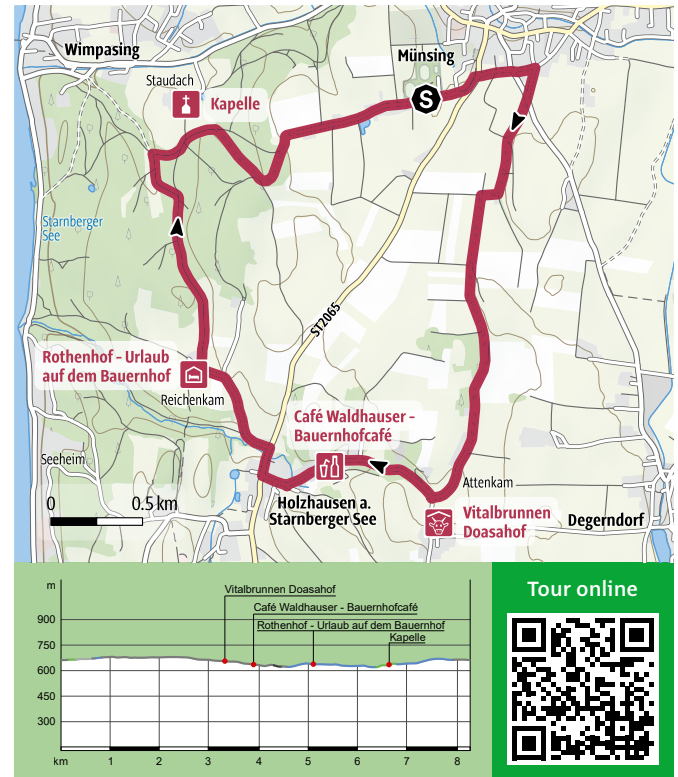 Wimpasing
Münsing
Staudach
Kapelle
S
Starnberger
See
ST2065
Rothenhof - Urlaub
auf dem Bauernhof
Reichenkam
Café Waldhauser -
Bauernhofcafé
Seeheim
Attenkam
0 0.5 km
Holzhausen a.
Starnberger See
Vitalbrunnen
Doasahof
Degerndorf
m
Vitalbrunnen Doasahof
Café Waldhauser - Bauernhofcafé
Rothenhof - Urlaub auf dem Bauernhof
Kapelle
900
750
600
450
300
km 1 2 3 4 5 6 7 8
Tour online